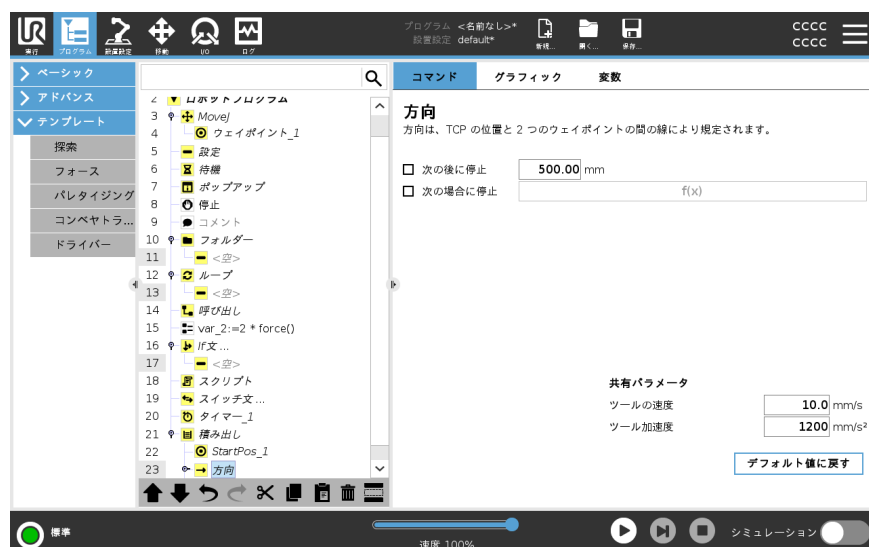 プログラム <名前なし>*
設置設定 default*
CCCC
CCCC
UR
実行
プログラム
設置設定
移動
I/O
ログ
新規...
開く...
保存...
ベーシック
アドバンス
テンプレート
探索
フォース
パレタイジング
コンベヤトラ...
ドライバー
2 ロボットプログラム
3 MoveJ
4 ウェイポイント_1
5 設定
6 待機
7 ポップアップ
8 停止
9 コメント
10 フォルダー
11 <空>
12 ループ
13 <空>
14 呼び出し
15 var_2:=2 * force()
16 If文...
17 <空>
18 スクリプト
19 スイッチ文...
20 タイマー_1
21 積み出し
22 StartPos_1
23 方向
コマンド グラフィック 変数
方向
方向は、TCP の位置と 2 つのウェイポイントの間の線により規定されます。
次の後に停止 500.00 mm
次の場合に停止 f(x)
共有パラメータ
ツールの速度 10.0 mm/s
ツール加速度 1200 mm/s²
デフォルト値に戻す
標準
速度 100%
シミュレーション